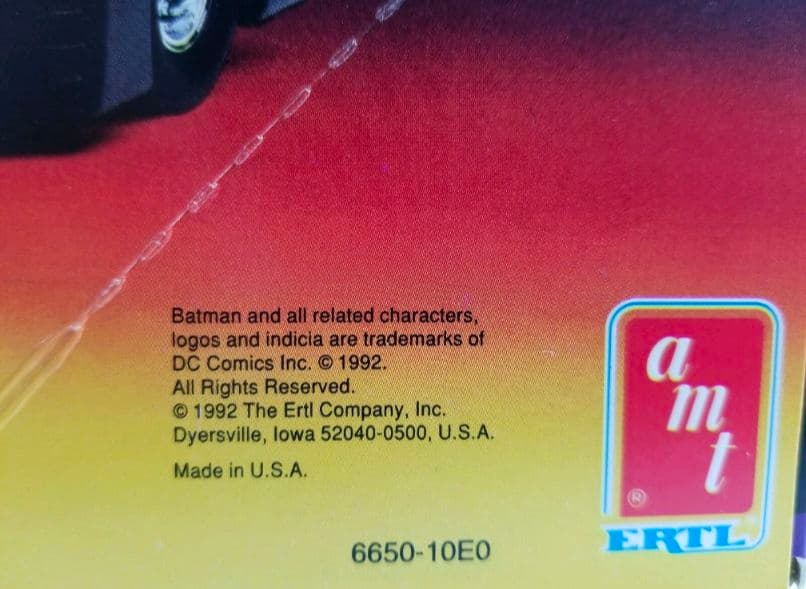 Batman and all related characters,
logos and indicia are trademarks of
DC Comics Inc. © 1992.
All Rights Reserved.
© 1992 The Ertl Company, Inc.
Dyersville, Iowa 52040-0500, U.S.A.
Made in U.S.A.
6650-10E0
a
m
t
®
ERTL